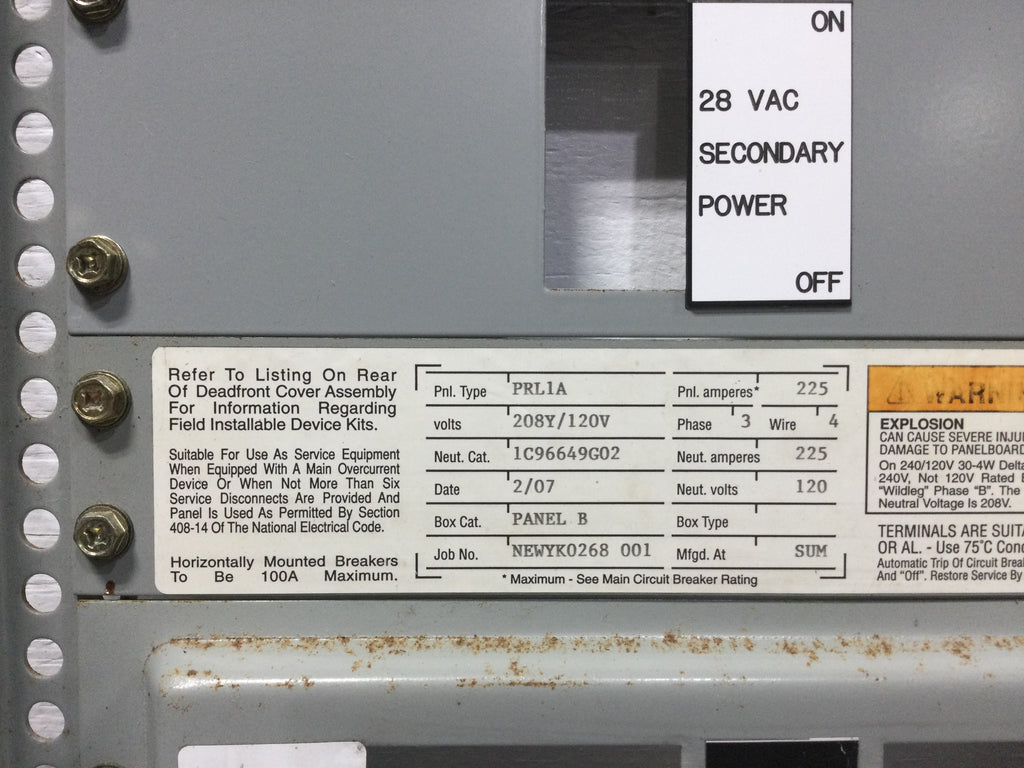 ON
28 VAC
SECONDARY
POWER
OFF
Refer To Listing On Rear
Of Deadfront Cover Assembly
For Information Regarding
Field Installable Device Kits.
Suitable For Use As Service Equipment
When Equipped With A Main Overcurrent
Device Or When Not More Than Six
Service Disconnects Are Provided And
Panel Is Used As Permitted By Section
408-14 Of The National Electrical Code.
Horizontally Mounted Breakers
To Be 100A Maximum.
Pnl. Type PRL1A
volts 208Y/120V
Neut. Cat. 1C96649G02
Date 2/07
Box Cat. PANEL B
Job No. NEWYK0268 001
Pnl. amperes* 225
Phase 3 Wire 4
Neut. amperes 225
Neut. volts 120
Box Type
Mfgd. At SUM
* Maximum - See Main Circuit Breaker Rating
EXPLOSION
CAN CAUSE SEVERE
DAMAGE TO PANELBOARD
On 240/120V 30-4W Delta
240V, Not 120V Rated
"Wildleg" Phase "B". The
Neutral Voltage Is 208V.
TERMINALS ARE
OR AL. - Use 75°C
Automatic Trip Of Circuit
And "Off". Restore Service By